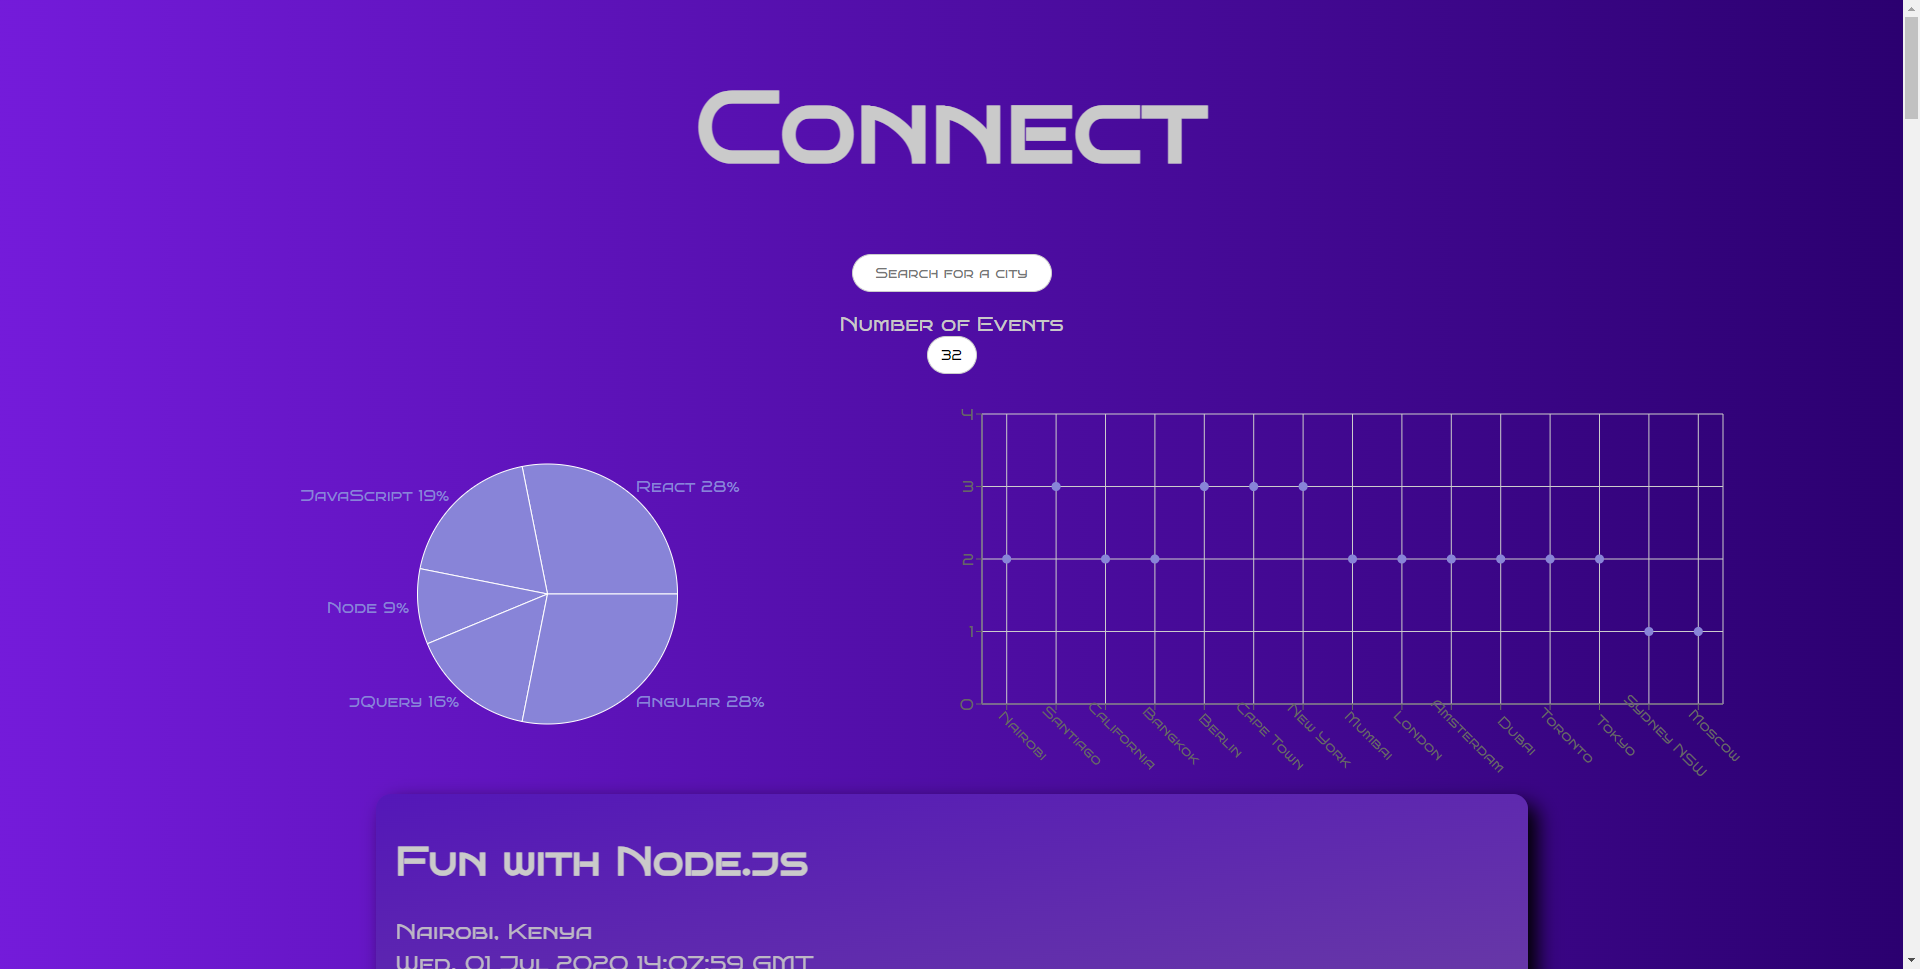 Connect
Search for a city
Number of Events
32
JavaScript 19%
React 28%
Node 9%
jQuery 16%
Angular 28%
4
3
2
1
0
Nairobi
Santiago
California
Bangkok
Berlin
Cape Town
New York
Mumbai
London
Amsterdam
Dubai
Toronto
Tokyo
Sydney NSW
Moscow
Fun with Node.js
Nairobi, Kenya
Wed, 01 Jul 2020 14:07:59 GMT